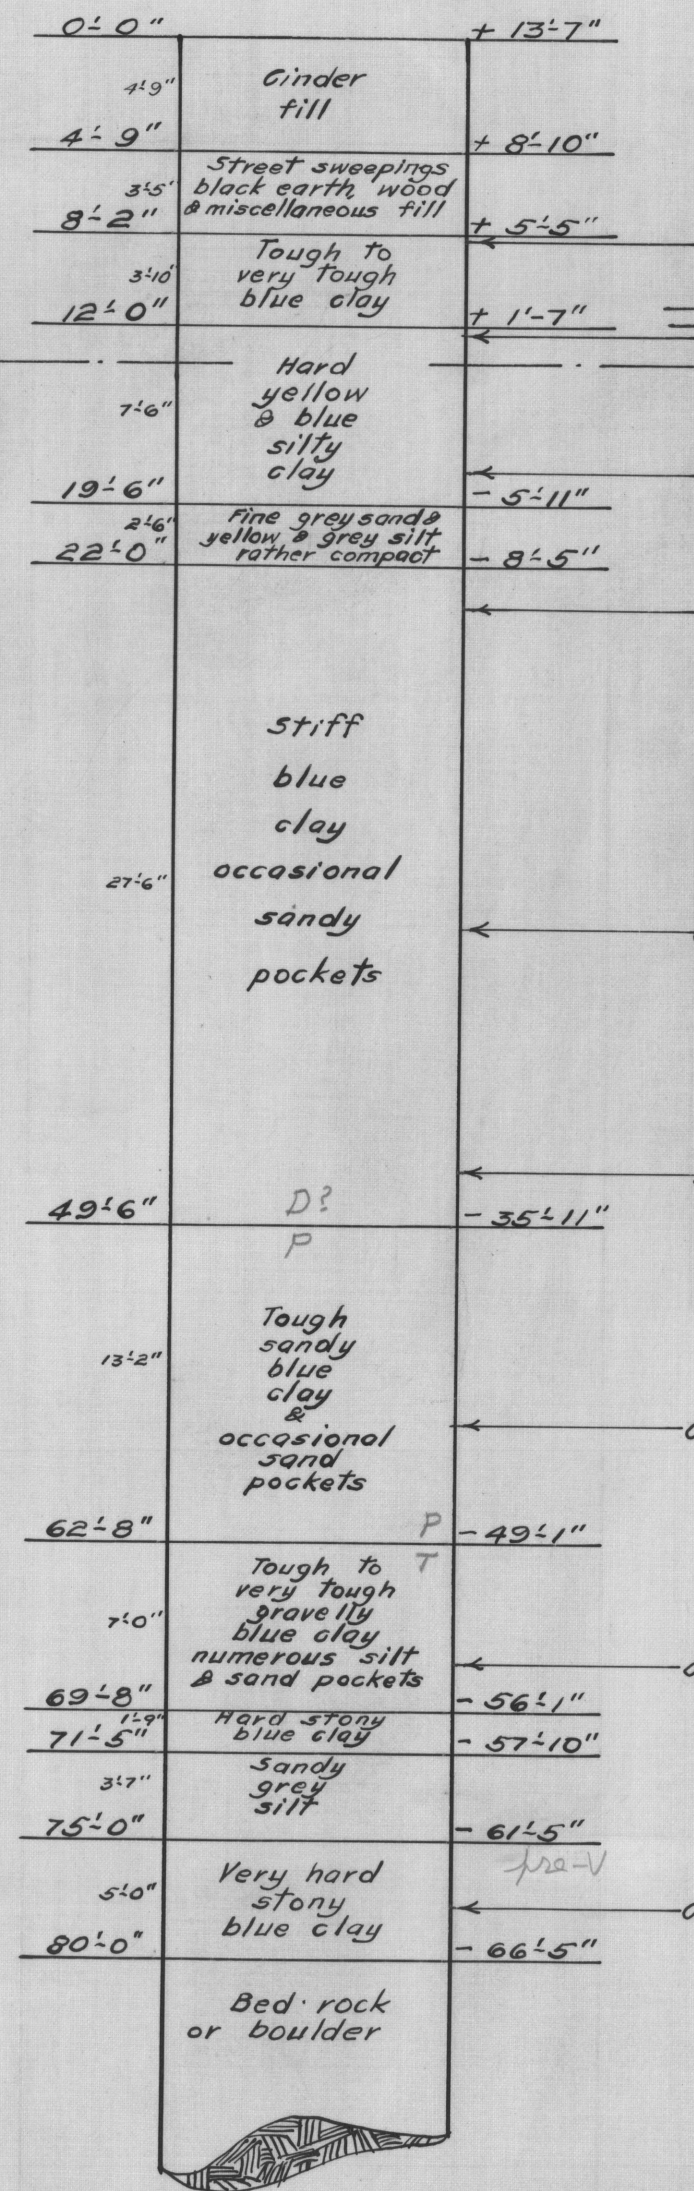 0'-0"
+ 13'-7"
4'-9"
Cinder
fill
4'-9"
+ 8'-10"
3'-5"
Street sweepings
black earth, wood
& miscellaneous fill
8'-2"
+ 5'-5"
3'-10"
Tough to
very tough
blue clay
12'-0"
+ 1'-7"
7'-6"
Hard
yellow
& blue
silty
clay
19'-6"
- 5'-11"
2'-6"
Fine grey sand &
yellow & grey silt
rather compact
22'-0"
- 8'-5"
27'-6"
Stiff
blue
clay
occasional
sandy
pockets
49'-6"
D?
- 35'-11"
P
13'-2"
Tough
sandy
blue
clay
&
occasional
sand
pockets
62'-8"
P
- 49'-1"
T
7'-0"
Tough to
very tough
gravelly
blue clay
numerous silt
& sand pockets
69'-8"
- 56'-1"
1'-9"
Hard stony
blue clay
71'-5"
- 57'-10"
3'-7"
Sandy
grey
silt
75'-0"
- 61'-5"
pre-V
5'-0"
Very hard
stony
blue clay
80'-0"
- 66'-5"
Bed rock
or boulder